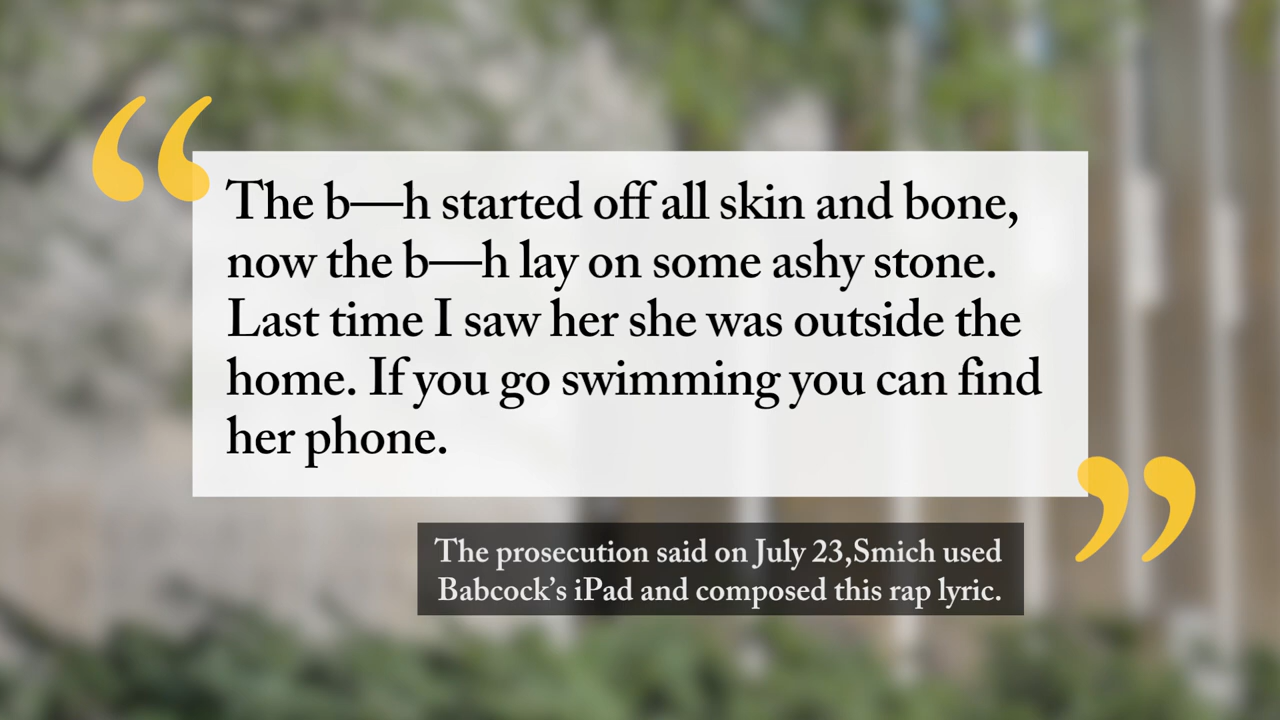 “
The b—h started off all skin and bone,
now the b—h lay on some ashy stone.
Last time I saw her she was outside the
home. If you go swimming you can find
her phone.
”
The prosecution said on July 23,Smich used
Babcock’s iPad and composed this rap lyric.